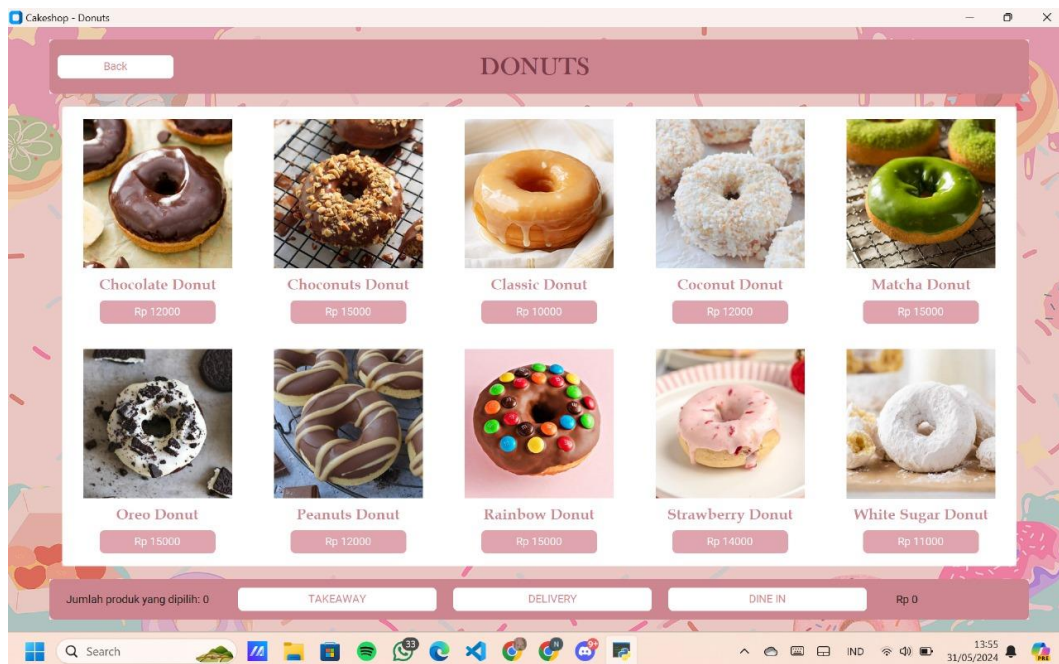 Cakeshop - Donuts
Back
DONUTS
Chocolate Donut
Choconuts Donut
Classic Donut
Coconut Donut
Matcha Donut
Rp 12000
Rp 15000
Rp 10000
Rp 12000
Rp 15000
Oreo Donut
Peanuts Donut
Rainbow Donut
Strawberry Donut
White Sugar Donut
Rp 15000
Rp 12000
Rp 15000
Rp 14000
Rp 11000
Jumlah produk yang dipilih: 0
TAKEAWAY
DELIVERY
DINE IN
Rp 0
Search
33
N
9+
IND
13:55
31/05/2024
PRE